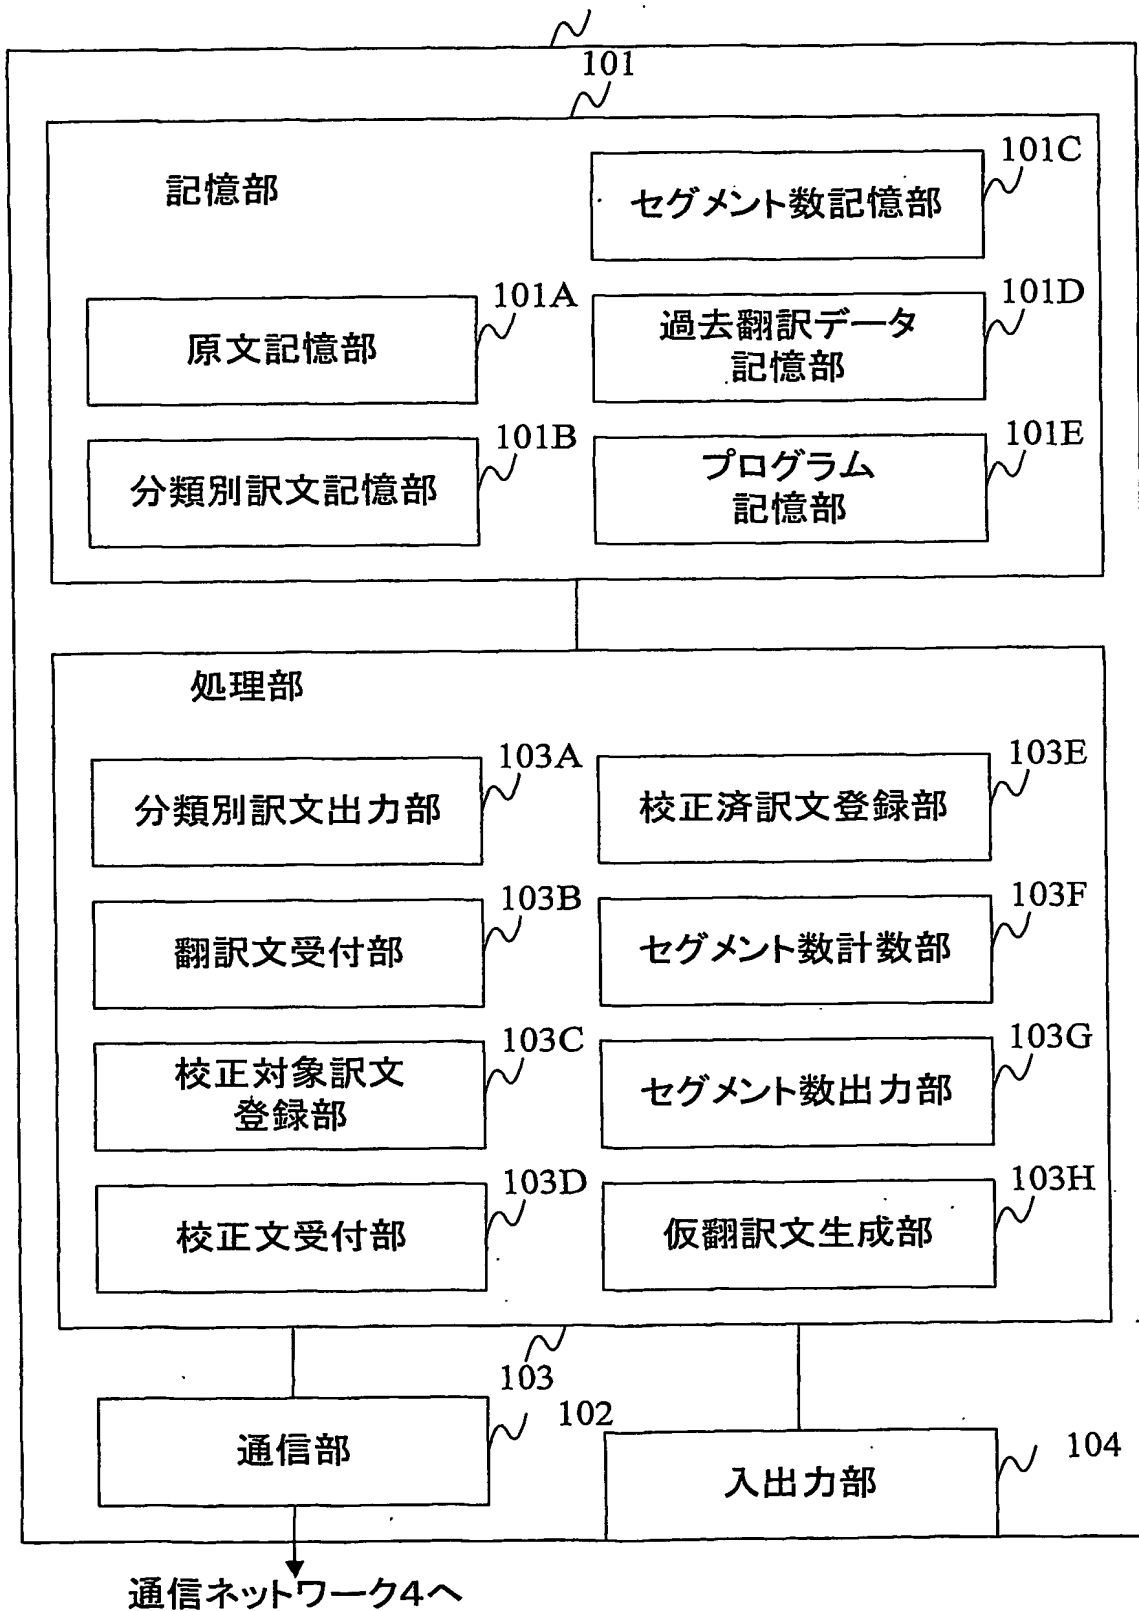 101
記憶部
101C
セグメント数記憶部
101A
原文記憶部
101D
過去翻訳データ
記憶部
101B
分類別訳文記憶部
101E
プログラム
記憶部
処理部
103A
分類別訳文出力部
103E
校正済訳文登録部
103B
翻訳文受付部
103F
セグメント数計数部
103C
校正対象訳文
登録部
103G
セグメント数出力部
103D
校正文受付部
103H
仮翻訳文生成部
103
102
通信部
104
入出力部
通信ネットワーク4へ